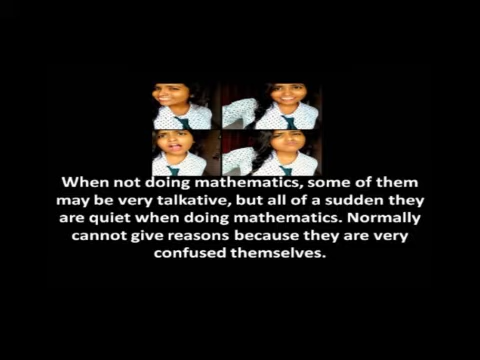 When not doing mathematics, some of them
may be very talkative, but all of a sudden they
are quiet when doing mathematics. Normally
cannot give reasons because they are very
confused themselves.